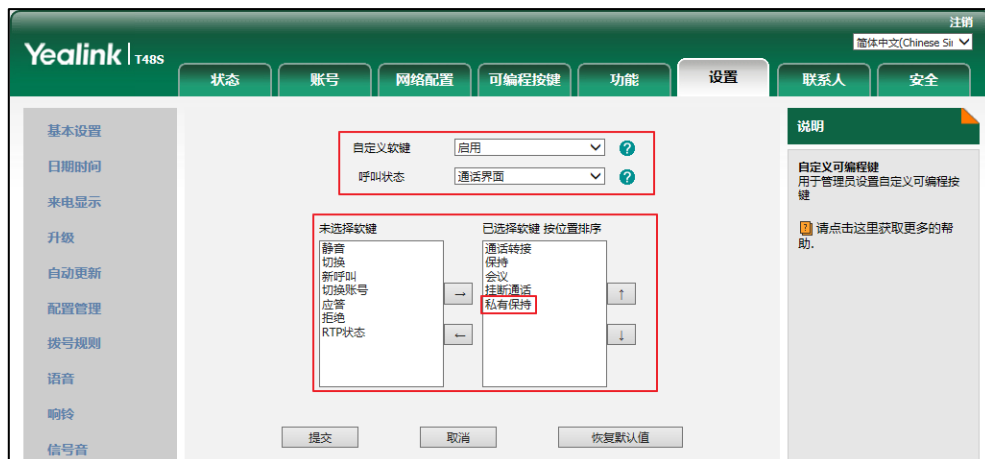 注销
Yealink T48S
简体中文(Chinese Si
状态 账号 网络配置 可编程按键 功能 设置 联系人 安全
基本设置
日期时间
来电显示
升级
自动更新
配置管理
拨号规则
语音
响铃
信号音
自定义软键 启用 ?
呼叫状态 通话界面 ?
未选择软键
静音
切换
新呼叫
切换账号
应答
拒绝
RTP状态
→
←
已选择软键 按位置排序
通话转接
保持
会议
挂断通话
私有保持
↑
↓
提交 取消 恢复默认值
说明
自定义可编程键
用于管理员设置自定义可编程按
键
? 请点击这里获取更多的帮
助.